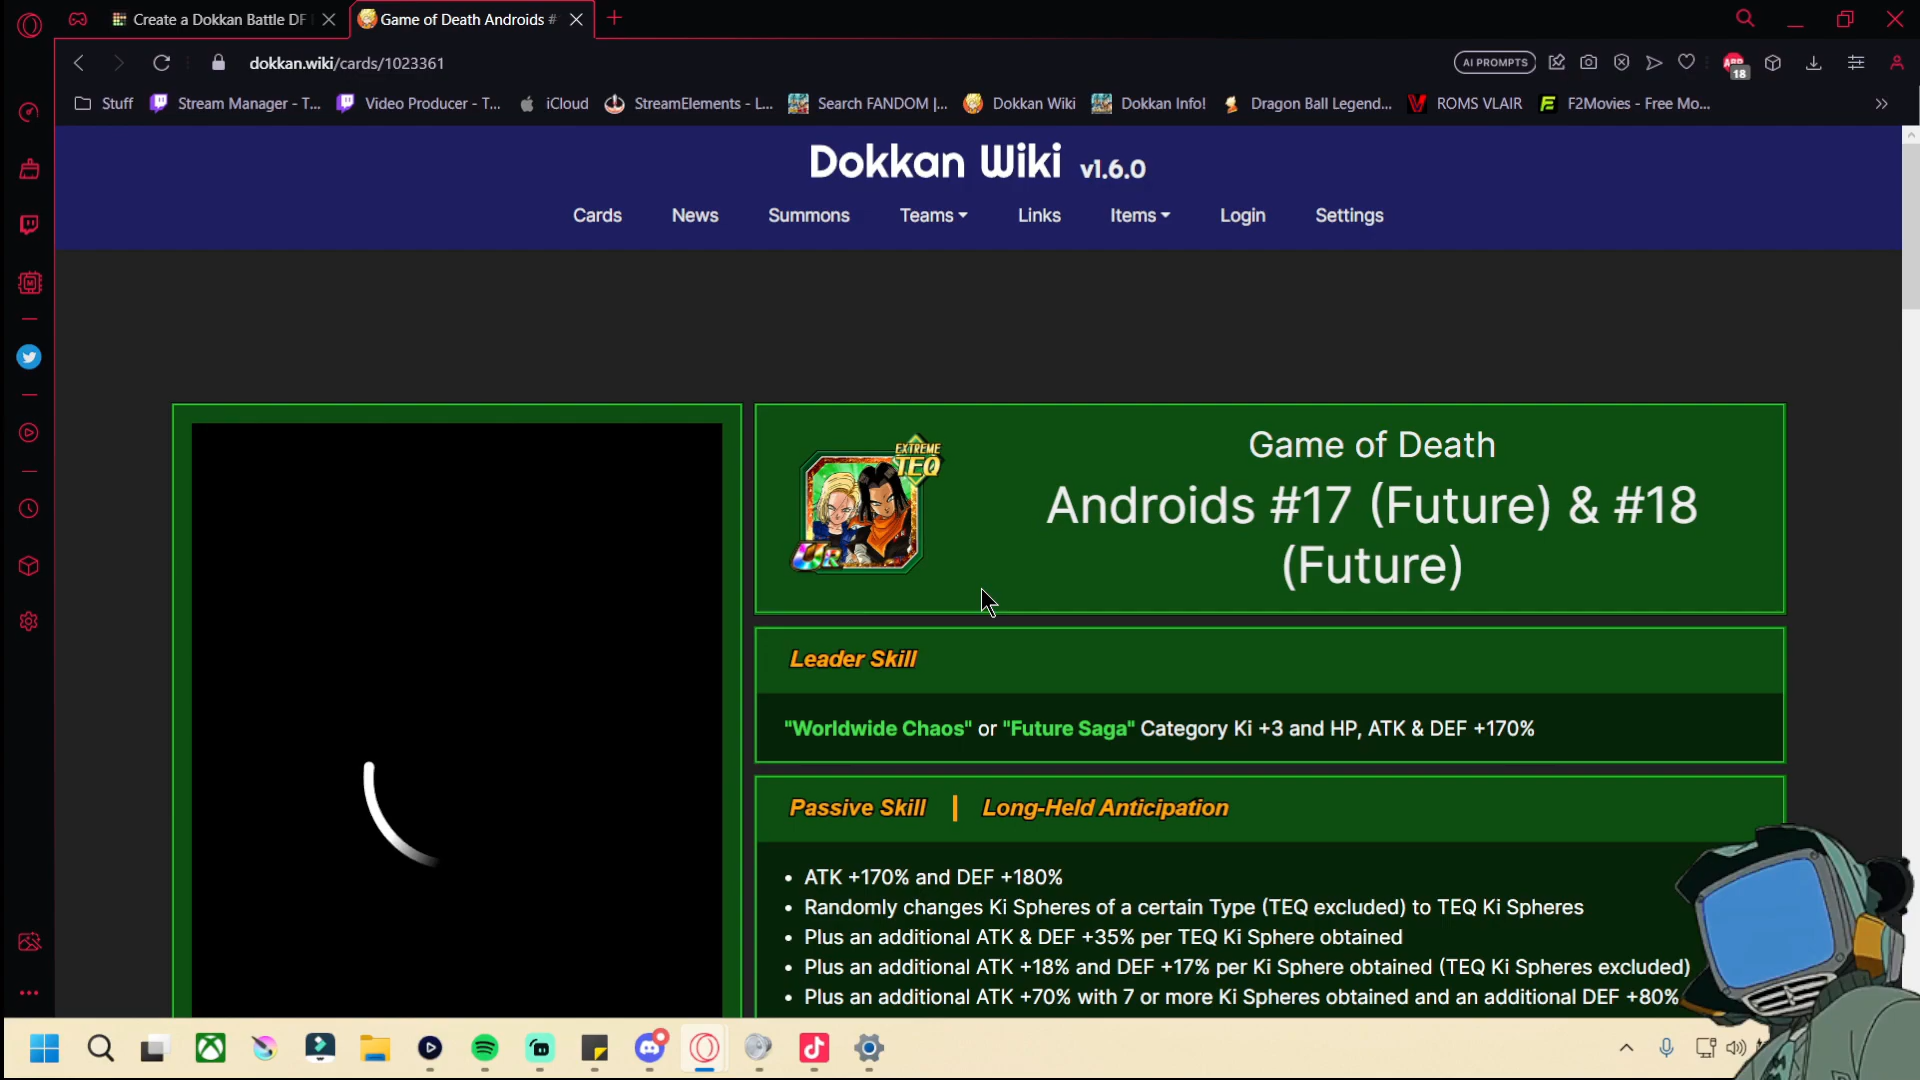 Create a Dokkan Battle DF
Game of Death Androids #
dokkan.wiki/cards/1023361
AI PROMPTS
ABP
18
Stuff
Stream Manager - T...
Video Producer - T...
iCloud
StreamElements - L...
Search FANDOM |...
Dokkan Wiki
Dokkan Info!
Dragon Ball Legend...
ROMS VLAIR
F2Movies - Free Mo...
Dokkan Wiki v1.6.0
Cards
News
Summons
Teams
Links
Items
Login
Settings
EXTREME
TEQ
UR
Game of Death
Androids #17 (Future) & #18
(Future)
Leader Skill
"Worldwide Chaos" or "Future Saga" Category Ki +3 and HP, ATK & DEF +170%
Passive Skill | Long-Held Anticipation
• ATK +170% and DEF +180%
• Randomly changes Ki Spheres of a certain Type (TEQ excluded) to TEQ Ki Spheres
• Plus an additional ATK & DEF +35% per TEQ Ki Sphere obtained
• Plus an additional ATK +18% and DEF +17% per Ki Sphere obtained (TEQ Ki Spheres excluded)
• Plus an additional ATK +70% with 7 or more Ki Spheres obtained and an additional DEF +80%